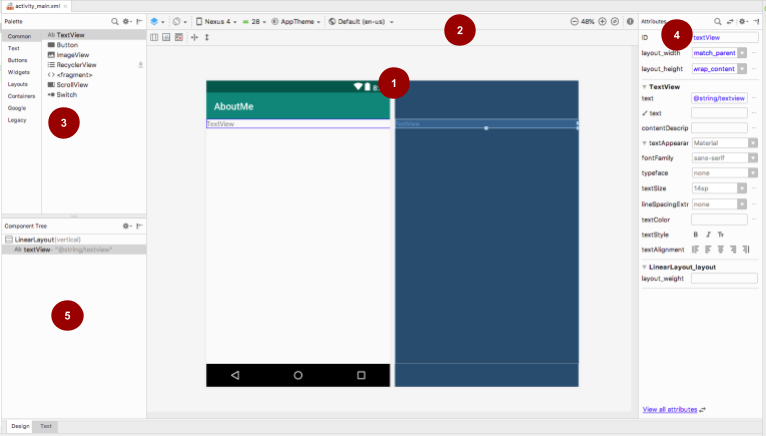 activity_main.xml
Palette
Common
Text
Buttons
Widgets
Layouts
Containers
Google
Legacy
Ab TextView
Button
ImageView
RecyclerView
<fragment>
ScrollView
Switch
3
Component Tree
LinearLayout(vertical)
Ab textView- "@string/textview"
5
Design
Text
Nexus 4
28
AppTheme
Default (en-us)
48%
2
1
8:
AboutMe
TextView
TextView
Attributes
4
ID
textView
layout_width
match_parent
layout_height
wrap_content
TextView
text
@string/textview
text
contentDescrip
textAppearar
Material
fontFamily
sans-serif
typeface
none
textSize
14sp
lineSpacingExtr
none
textColor
textStyle
B I Tr
textAlignment
LinearLayout_layout
layout_weight
View all attributes